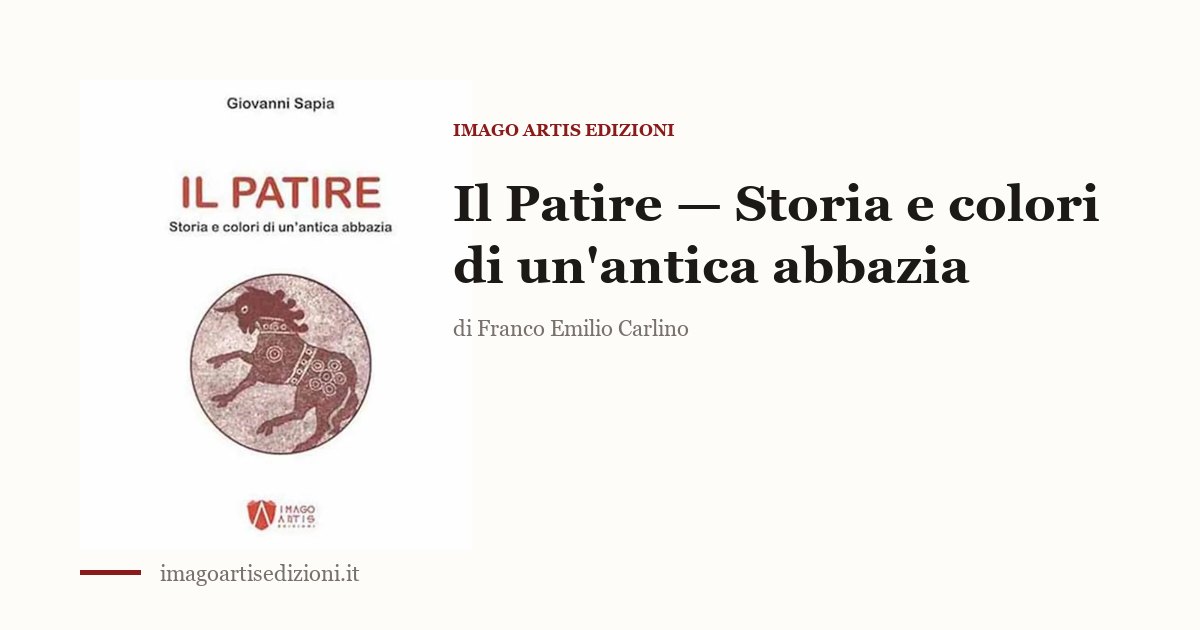 Giovanni Sapia
IL PATIRE
Storia e colori di un'antica abbazia
IMAGO
ARTIS
EDIZIONI
IMAGO ARTIS EDIZIONI
Il Patire — Storia e colori
di un'antica abbazia
di Franco Emilio Carlino
imagoartisedizioni.it